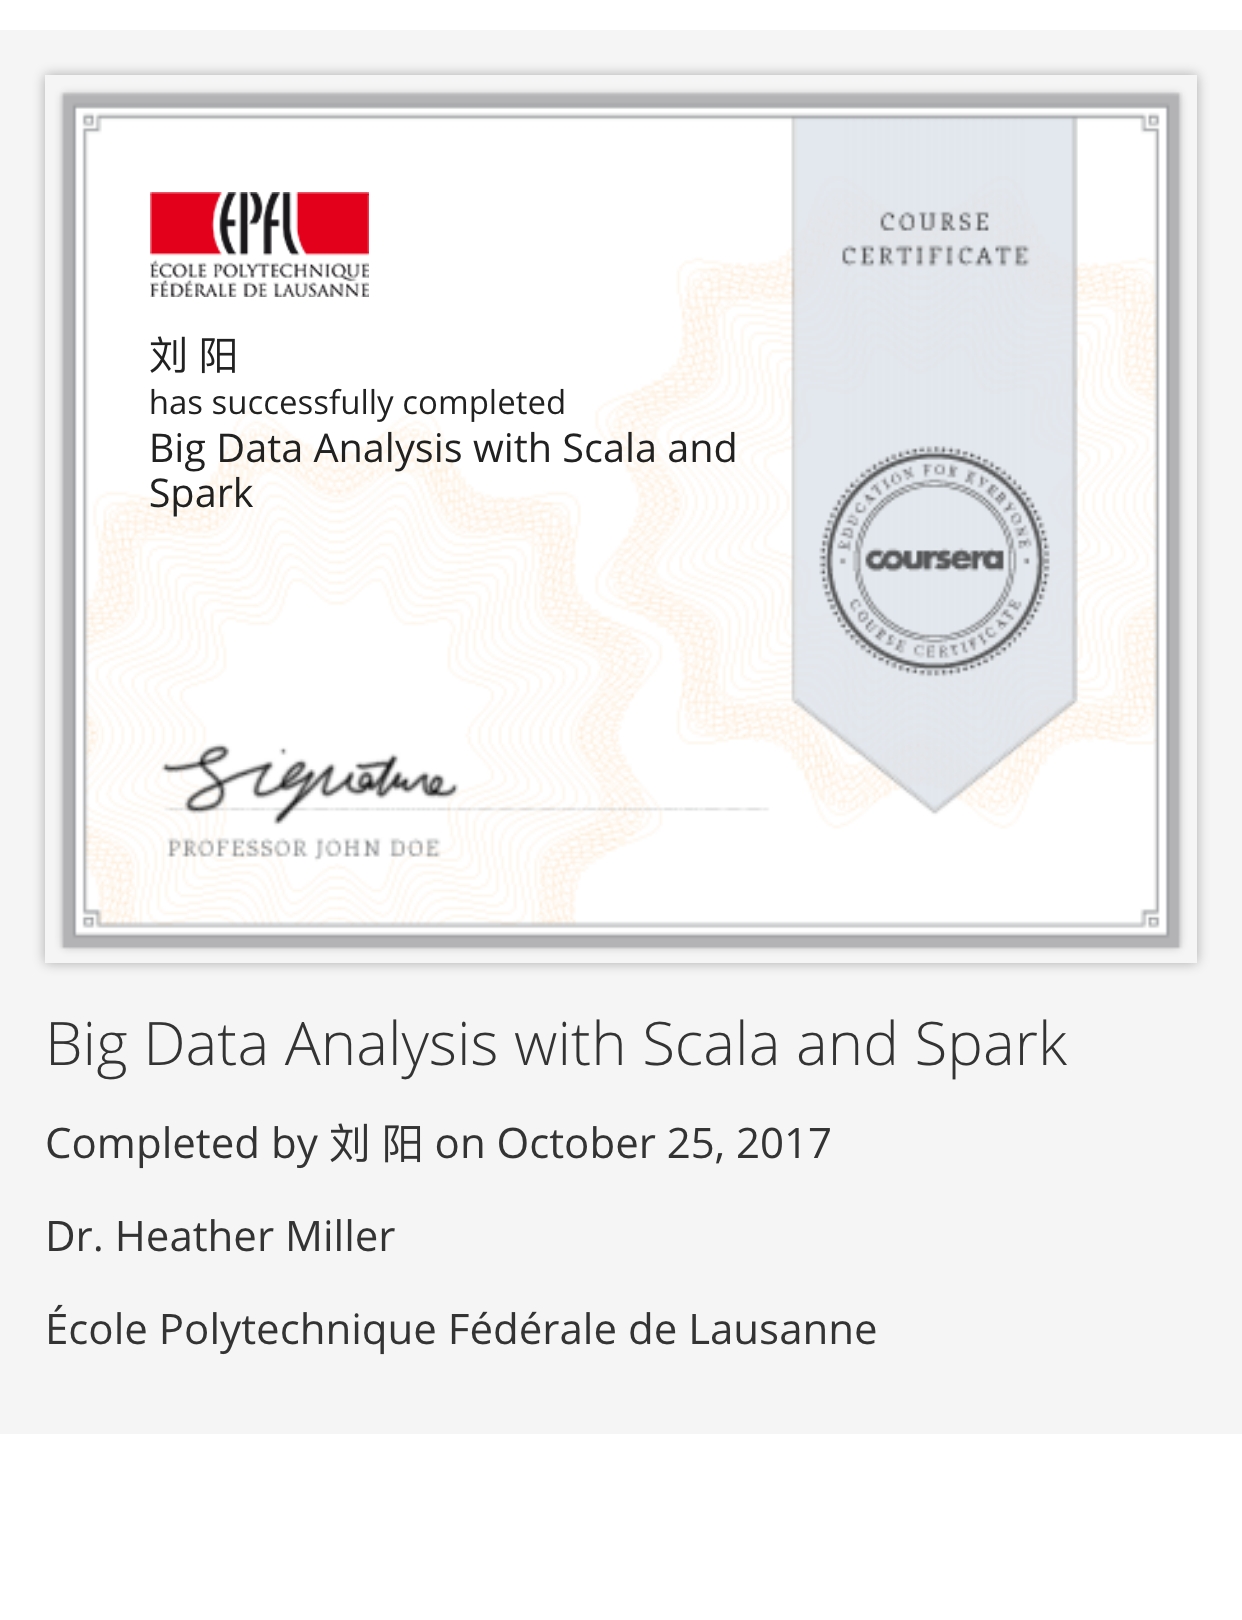 EPFL
ÉCOLE POLYTECHNIQUE
FÉDÉRALE DE LAUSANNE
COURSE
CERTIFICATE
刘 阳
has successfully completed
Big Data Analysis with Scala and
Spark
EDUCATION FOR EVERYONE
coursera
COURSE CERTIFICATE
Signature
PROFESSOR JOHN DOE
Big Data Analysis with Scala and Spark
Completed by 刘 阳 on October 25, 2017
Dr. Heather Miller
École Polytechnique Fédérale de Lausanne